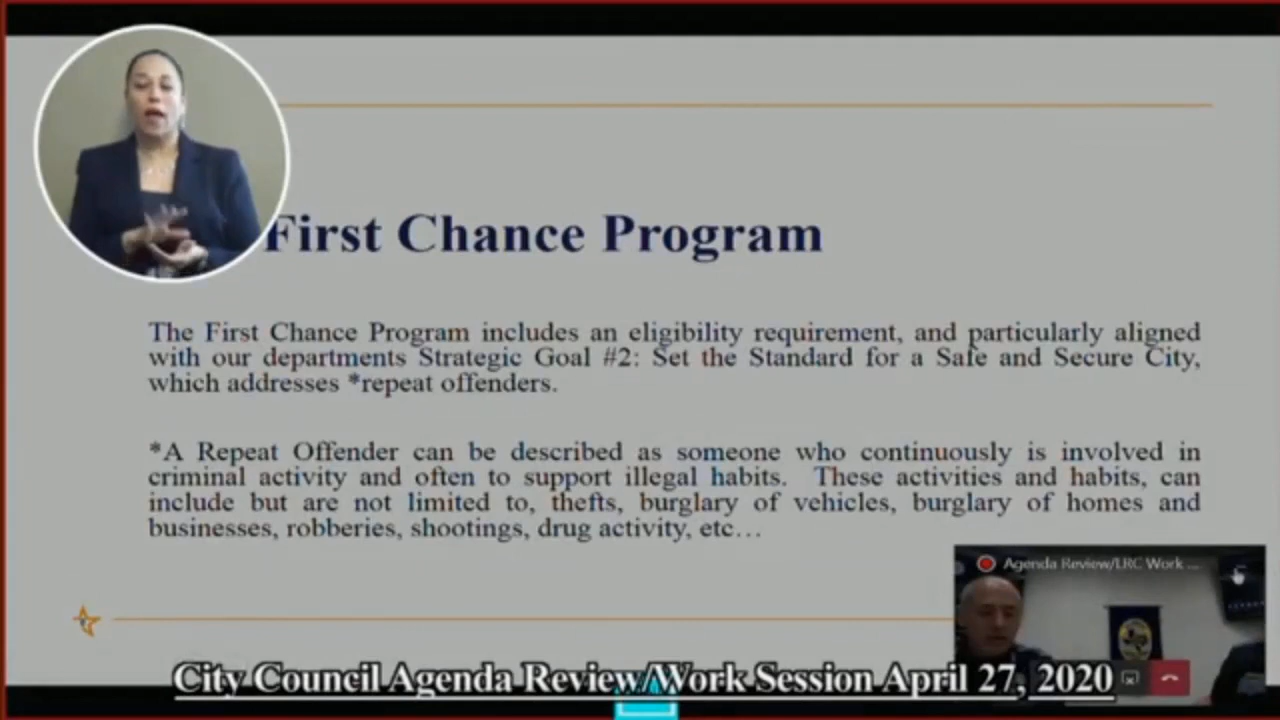 First Chance Program
The First Chance Program includes an eligibility requirement, and particularly aligned
with our departments Strategic Goal #2: Set the Standard for a Safe and Secure City,
which addresses *repeat offenders.
*A Repeat Offender can be described as someone who continuously is involved in
criminal activity and often to support illegal habits. These activities and habits, can
include but are not limited to, thefts, burglary of vehicles, burglary of homes and
businesses, robberies, shootings, drug activity, etc…
Agenda Review/LRC Work ...
City Council Agenda Review/Work Session April 27, 2020